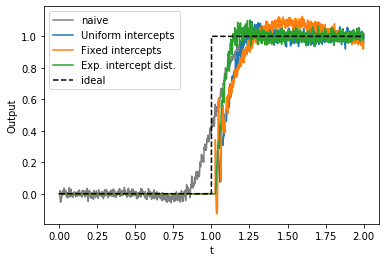 naive
Uniform intercepts
Fixed intercepts
Exp. intercept dist.
ideal
Output
1.0
0.8
0.6
0.4
0.2
0.0
0.00 0.25 0.50 0.75 1.00 1.25 1.50 1.75 2.00
t